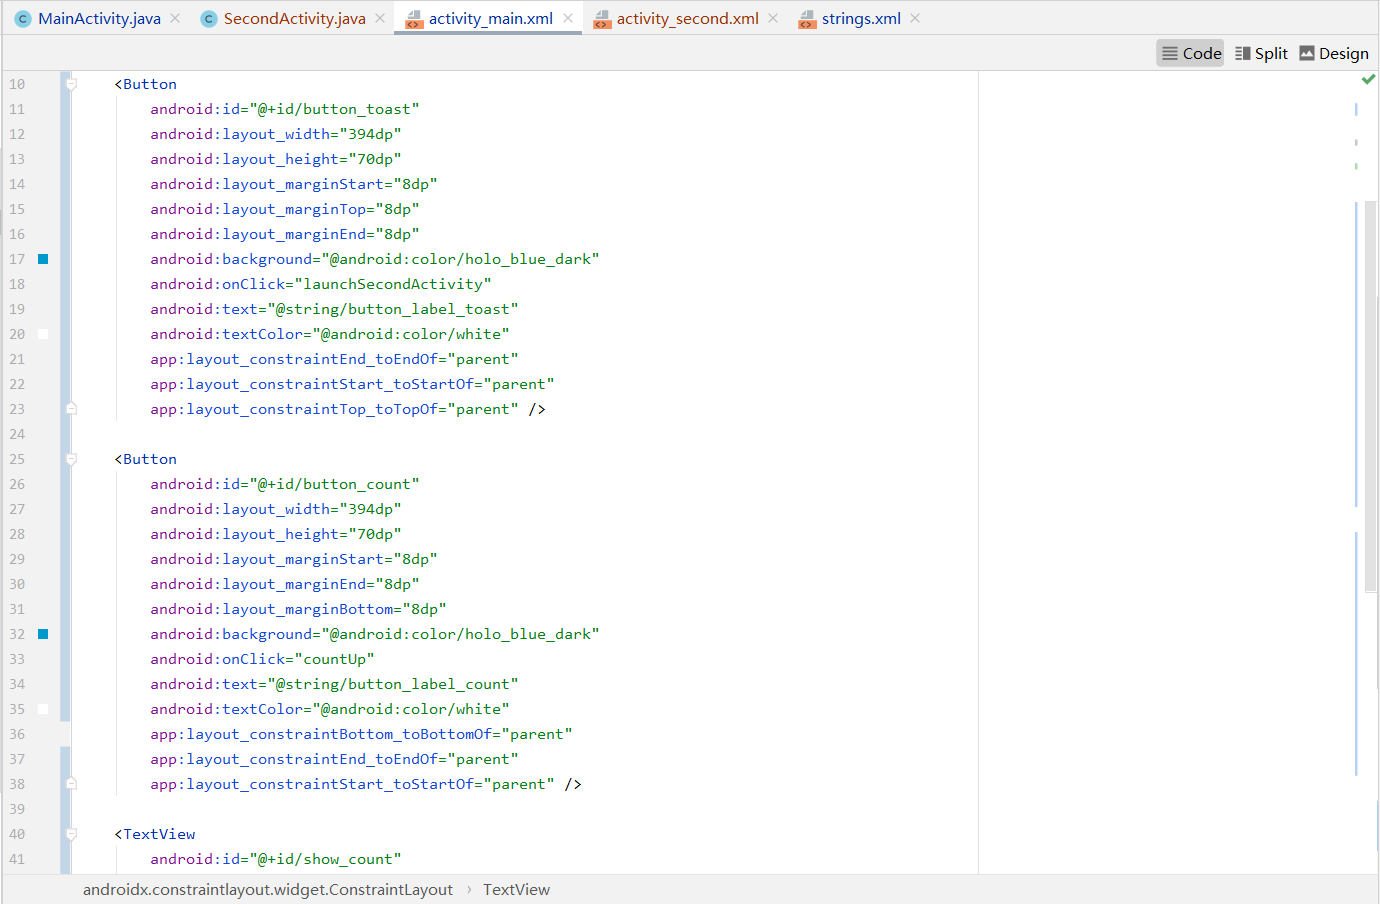 MainActivity.java SecondActivity.java activity_main.xml activity_second.xml strings.xml
Code Split Design
10 <Button
11 android:id="@+id/button_toast"
12 android:layout_width="394dp"
13 android:layout_height="70dp"
14 android:layout_marginStart="8dp"
15 android:layout_marginTop="8dp"
16 android:layout_marginEnd="8dp"
17 android:background="@android:color/holo_blue_dark"
18 android:onClick="launchSecondActivity"
19 android:text="@string/button_label_toast"
20 android:textColor="@android:color/white"
21 app:layout_constraintEnd_toEndOf="parent"
22 app:layout_constraintStart_toStartOf="parent"
23 app:layout_constraintTop_toTopOf="parent" />
24
25 <Button
26 android:id="@+id/button_count"
27 android:layout_width="394dp"
28 android:layout_height="70dp"
29 android:layout_marginStart="8dp"
30 android:layout_marginEnd="8dp"
31 android:layout_marginBottom="8dp"
32 android:background="@android:color/holo_blue_dark"
33 android:onClick="countUp"
34 android:text="@string/button_label_count"
35 android:textColor="@android:color/white"
36 app:layout_constraintBottom_toBottomOf="parent"
37 app:layout_constraintEnd_toEndOf="parent"
38 app:layout_constraintStart_toStartOf="parent" />
39
40 <TextView
41 android:id="@+id/show_count"
androidx.constraintlayout.widget.ConstraintLayout › TextView